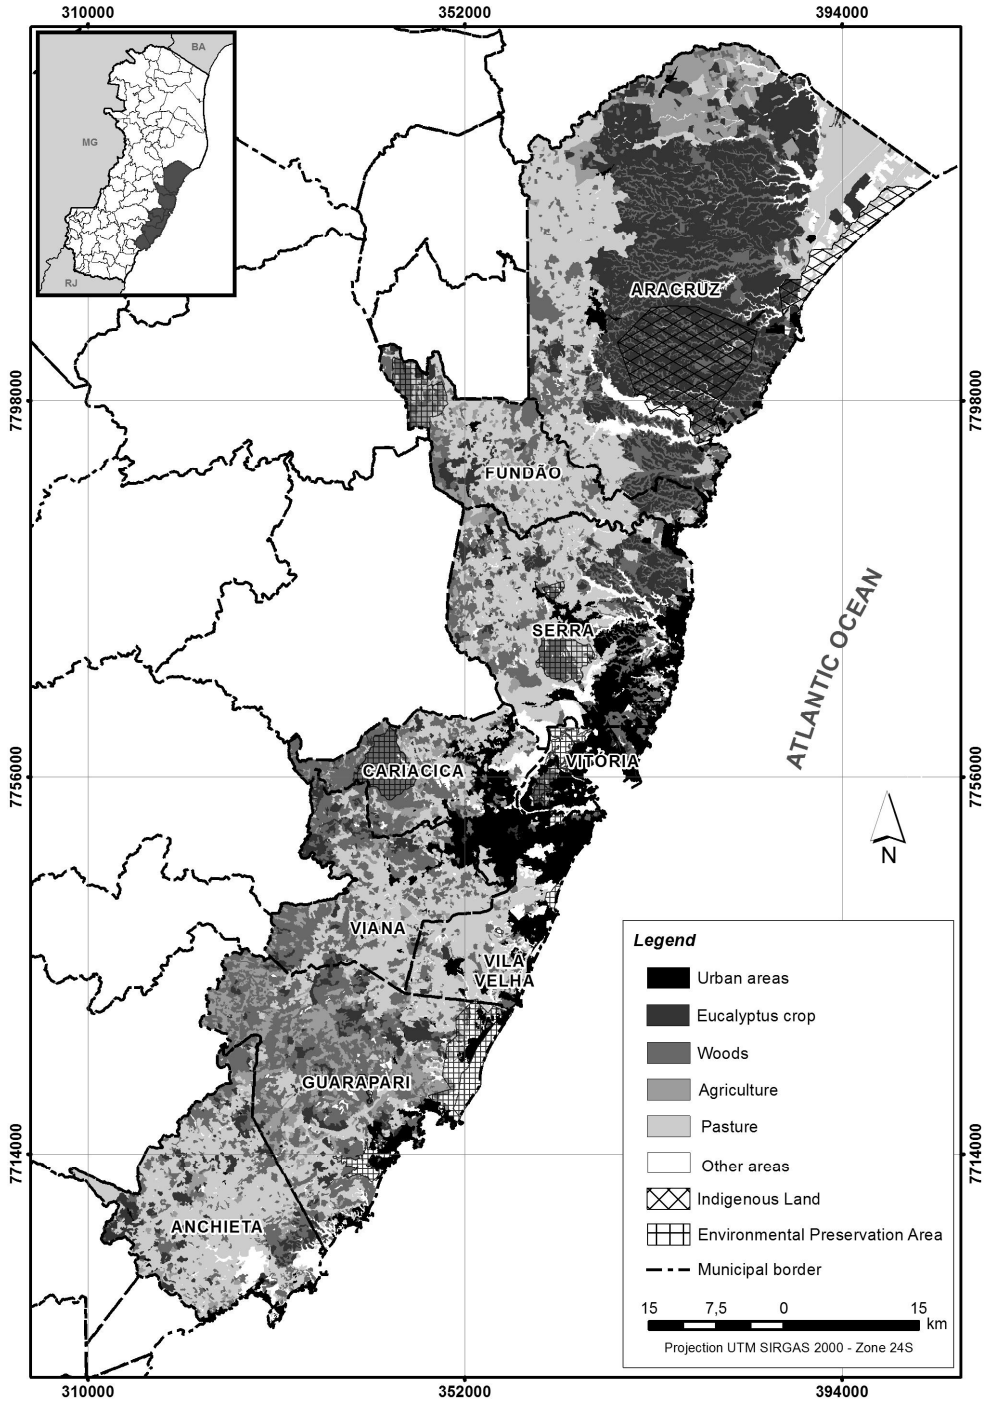 310000
352000
394000
BA
MG
RJ
ARACRUZ
7798000
7798000
FUNDÃO
SERRA
ATLANTIC OCEAN
VITÓRIA
CARIACICA
7756000
7756000
N
VIANA
VILA
VELHA
GUARAPARI
ANCHIETA
7714000
7714000
Legend
Urban areas
Eucalyptus crop
Woods
Agriculture
Pasture
Other areas
Indigenous Land
Environmental Preservation Area
Municipal border
15 7,5 0 15
km
Projection UTM SIRGAS 2000 - Zone 24S
310000
352000
394000